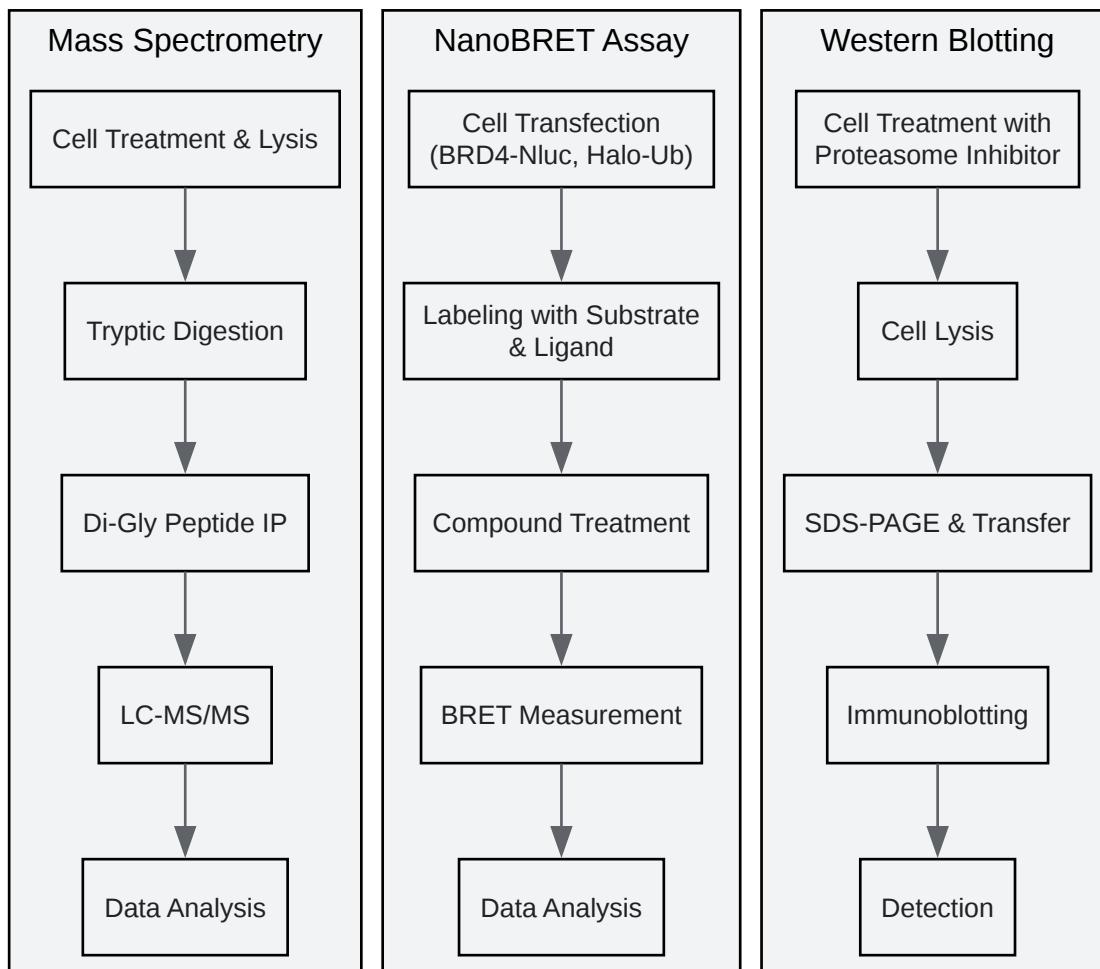 Mass Spectrometry
Cell Treatment & Lysis
Tryptic Digestion
Di-Gly Peptide IP
LC-MS/MS
Data Analysis
NanoBRET Assay
Cell Transfection
(BRD4-Nluc, Halo-Ub)
Labeling with Substrate
& Ligand
Compound Treatment
BRET Measurement
Data Analysis
Western Blotting
Cell Treatment with
Proteasome Inhibitor
Cell Lysis
SDS-PAGE & Transfer
Immunoblotting
Detection